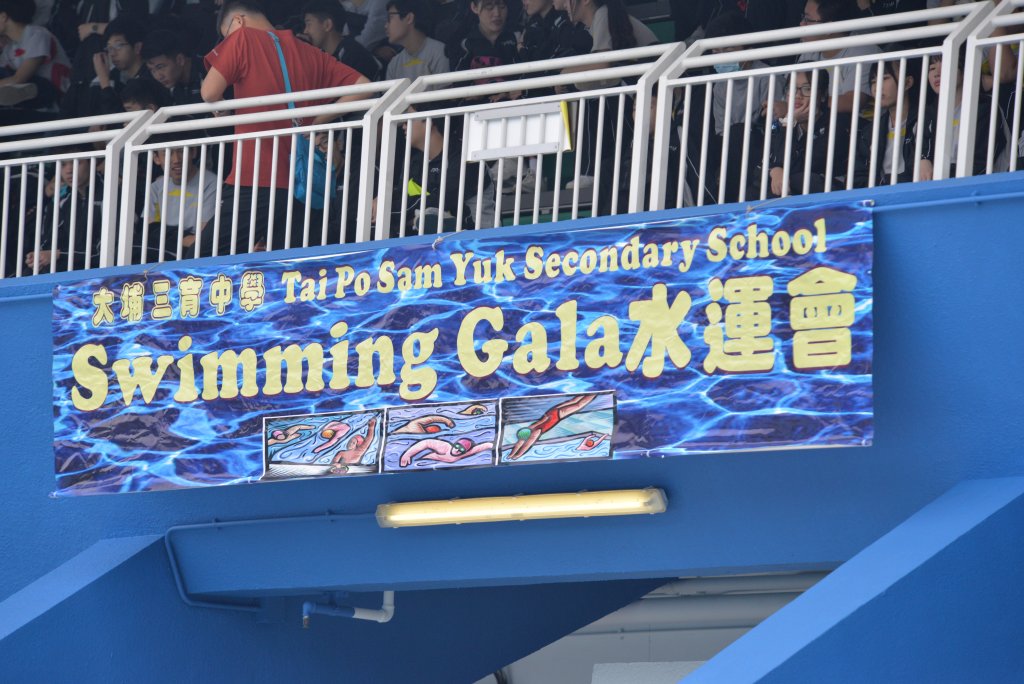 大埔三育中學 Tai Po Sam Yuk Secondary School
Swimming Gala水運會